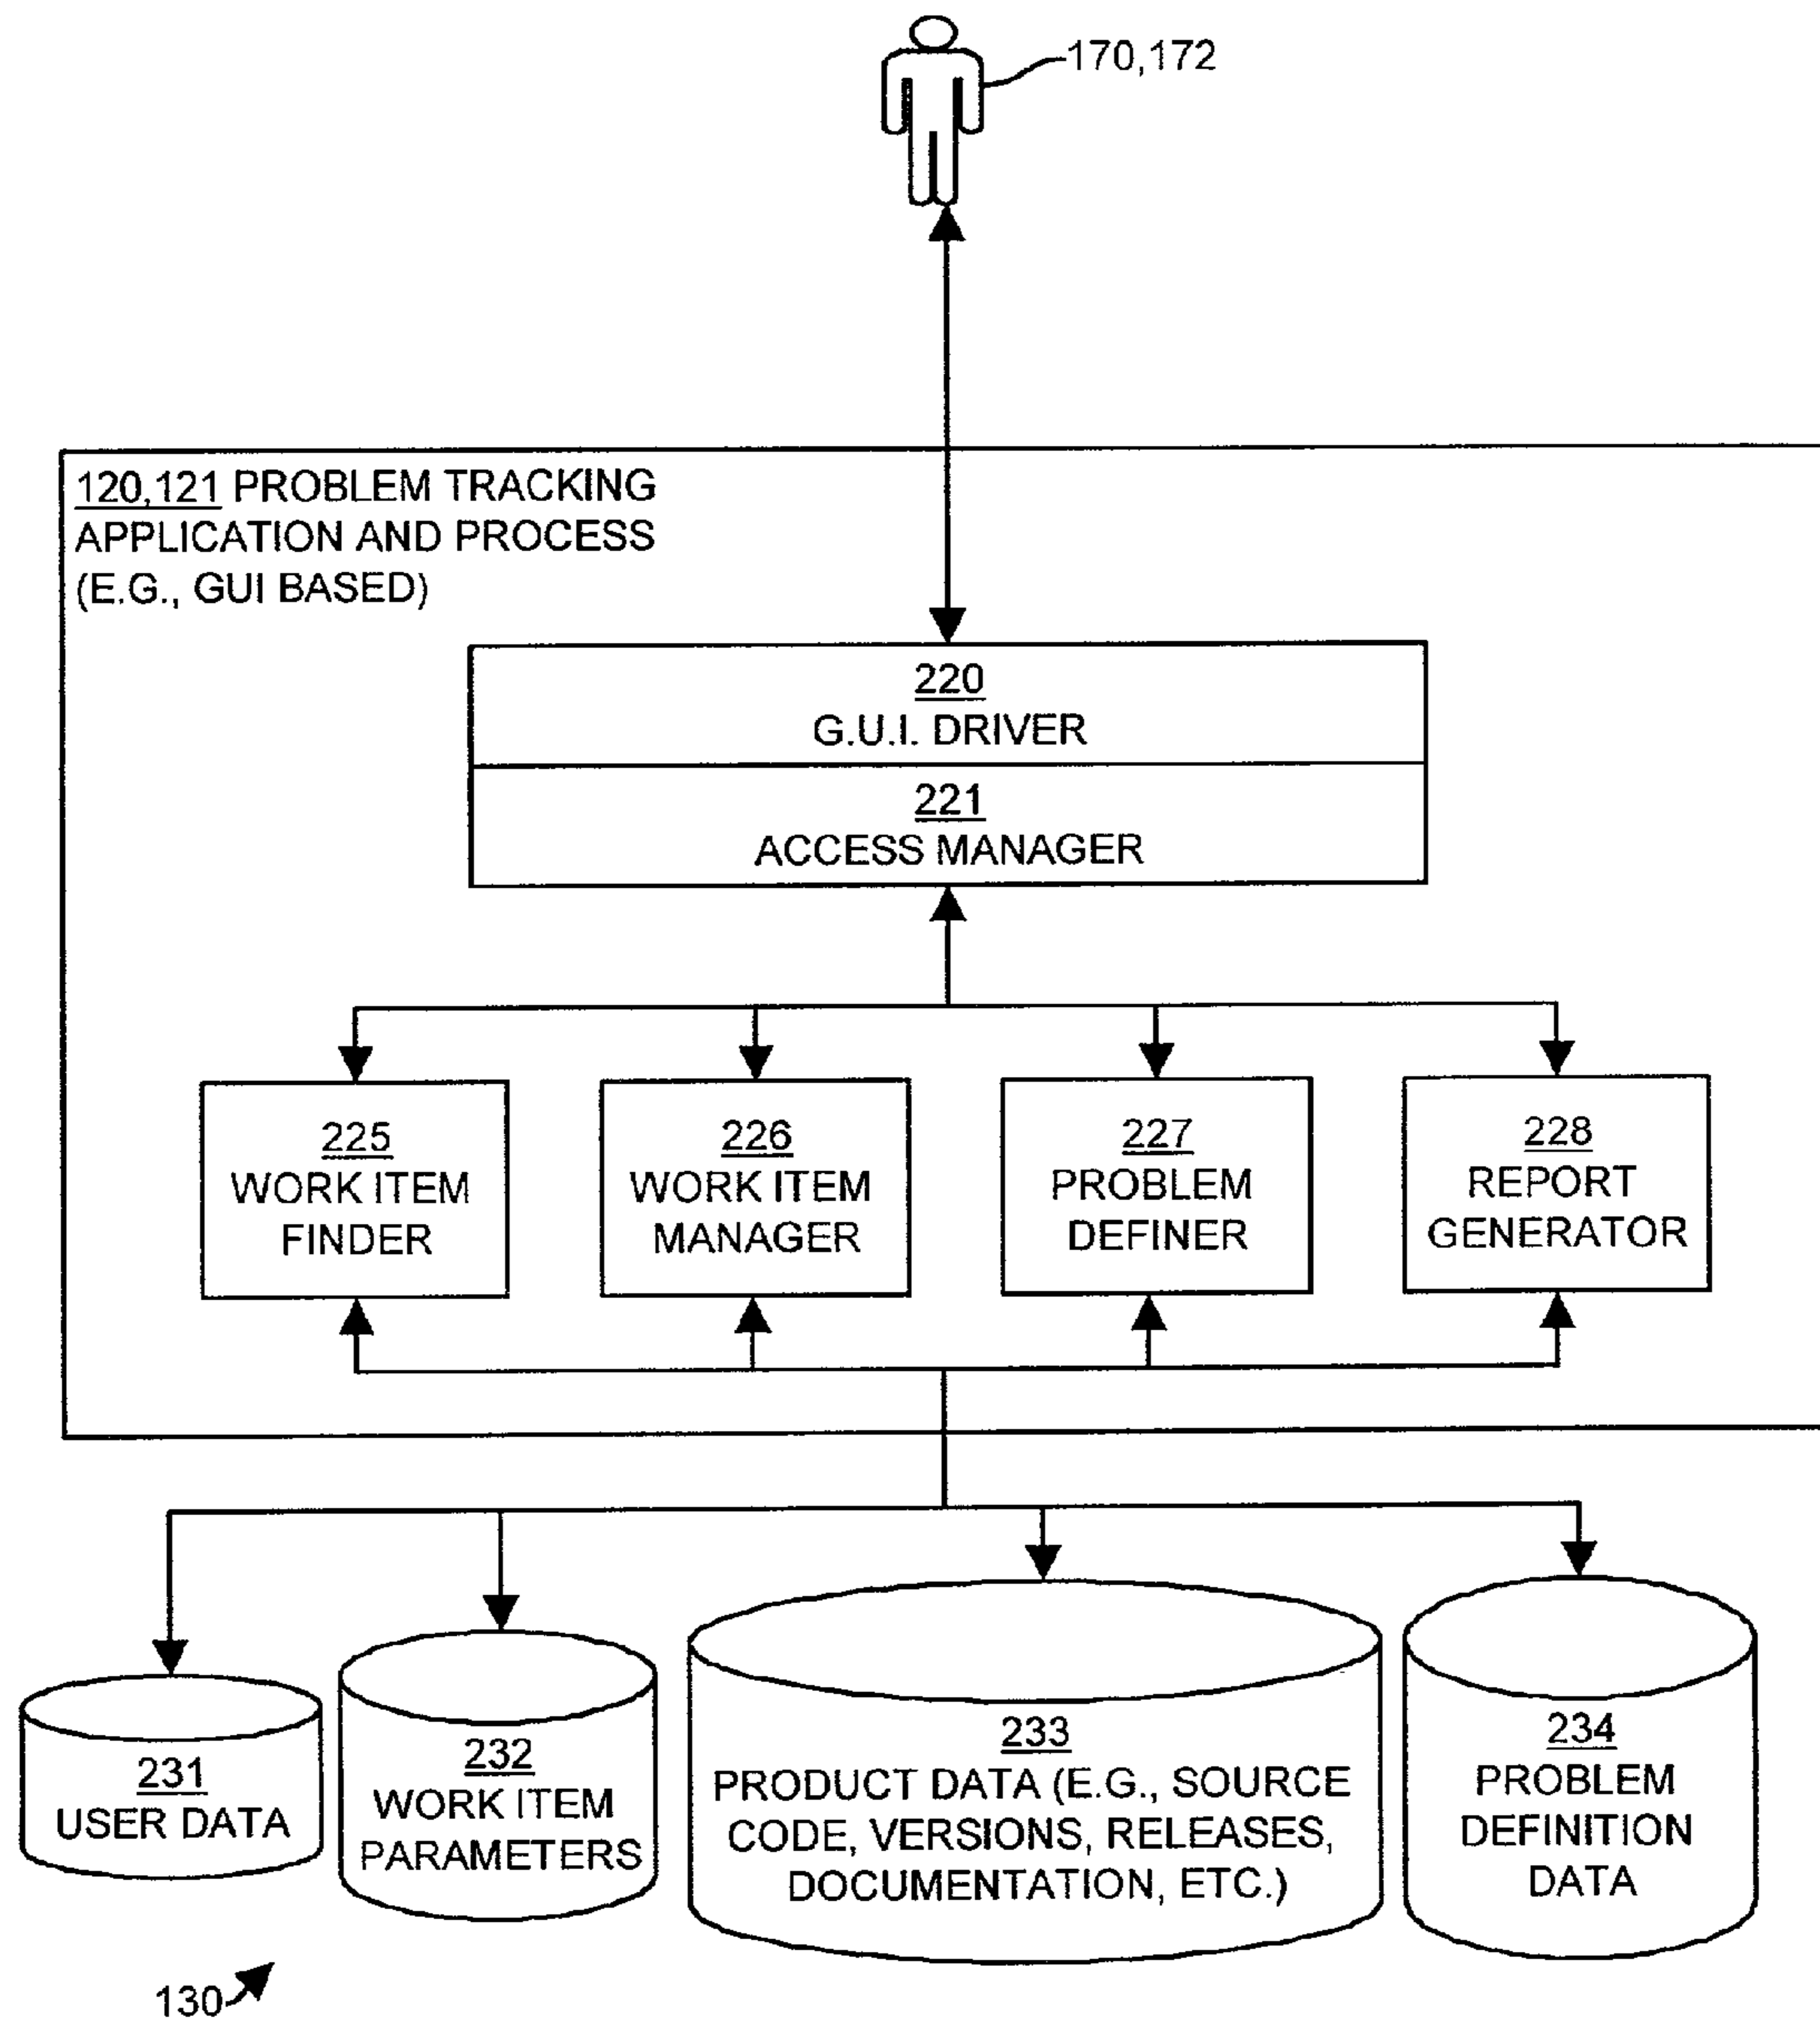 170,172
120,121 PROBLEM TRACKING
APPLICATION AND PROCESS
(E.G., GUI BASED)
220
G.U.I. DRIVER
221
ACCESS MANAGER
225
WORK ITEM
FINDER
226
WORK ITEM
MANAGER
227
PROBLEM
DEFINER
228
REPORT
GENERATOR
231
USER DATA
232
WORK ITEM
PARAMETERS
233
PRODUCT DATA (E.G., SOURCE
CODE, VERSIONS, RELEASES,
DOCUMENTATION, ETC.)
234
PROBLEM
DEFINITION
DATA
130